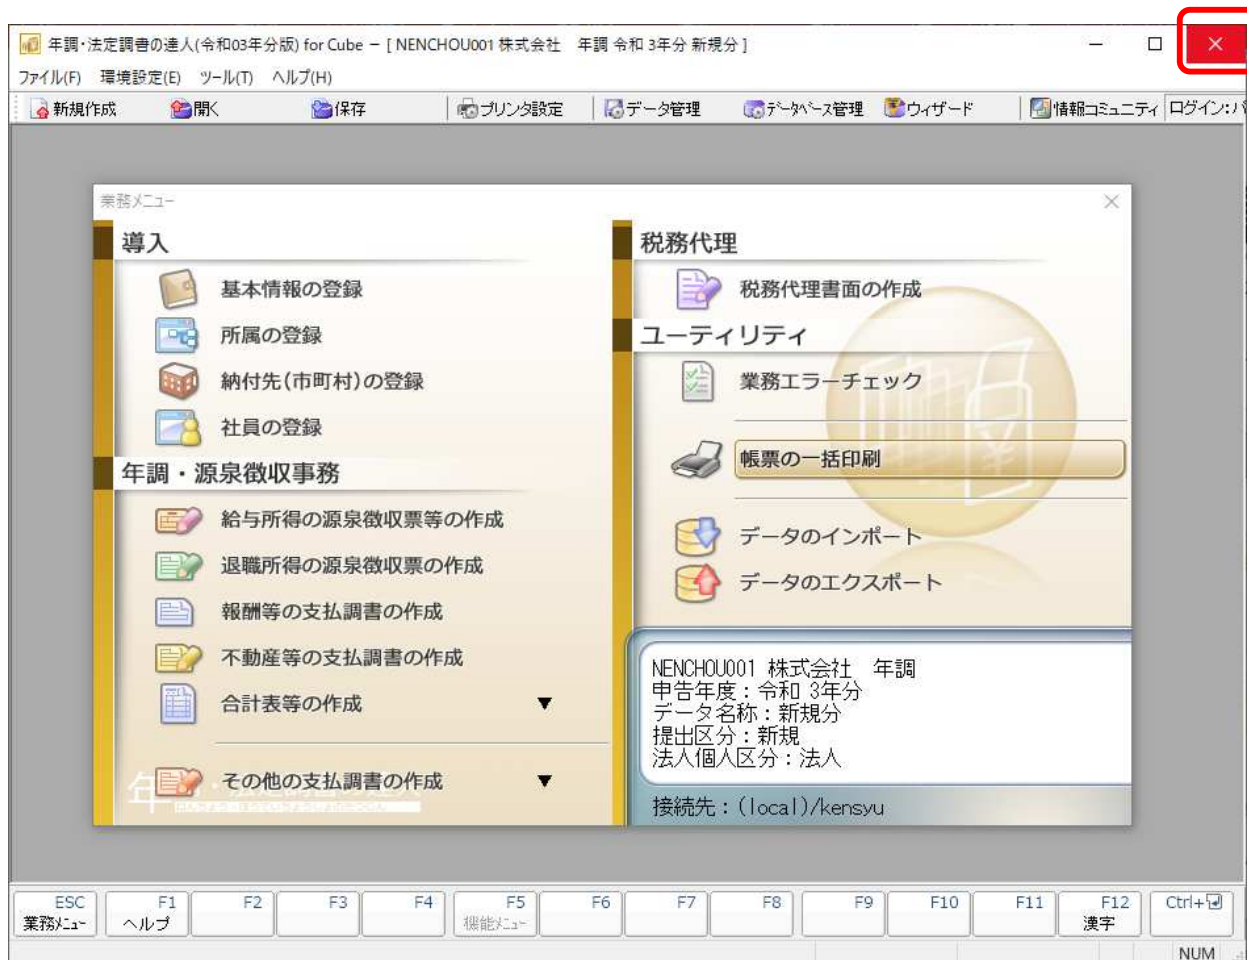 年調・法定調書の達人(令和03年分版) for Cube － [ NENCHOU001 株式会社　年調 令和 3年分 新規分 ]
ファイル(F) 環境設定(E) ツール(T) ヘルプ(H)
新規作成 開く 保存 プリンタ設定 データ管理 データベース管理 ウィザード 情報コミュニティ ログイン:パ
業務メニュー
導入
基本情報の登録
所属の登録
納付先(市町村)の登録
社員の登録
年調・源泉徴収事務
給与所得の源泉徴収票等の作成
退職所得の源泉徴収票の作成
報酬等の支払調書の作成
不動産等の支払調書の作成
合計表等の作成 ▼
その他の支払調書の作成 ▼
税務代理
税務代理書面の作成
ユーティリティ
業務エラーチェック
帳票の一括印刷
データのインポート
データのエクスポート
NENCHOU001 株式会社　年調
申告年度：令和 3年分
データ名称：新規分
提出区分：新規
法人個人区分：法人
接続先：(local)/kensyu
ESC F1 F2 F3 F4 F5 F6 F7 F8 F9 F10 F11 F12 Ctrl+
業務メニュー ヘルプ 機能メニュー 漢字
NUM